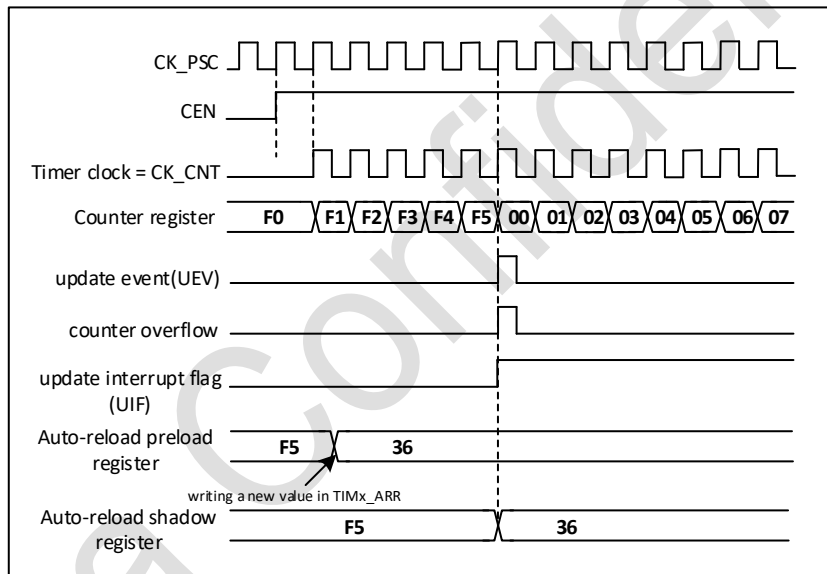 CK_PSC
CEN
Timer clock = CK_CNT
Counter register F0 F1 F2 F3 F4 F5 00 01 02 03 04 05 06 07
update event(UEV)
counter overflow
update interrupt flag
(UIF)
Auto-reload preload
register
F5 36
writing a new value in TIMx_ARR
Auto-reload shadow
register
F5 36